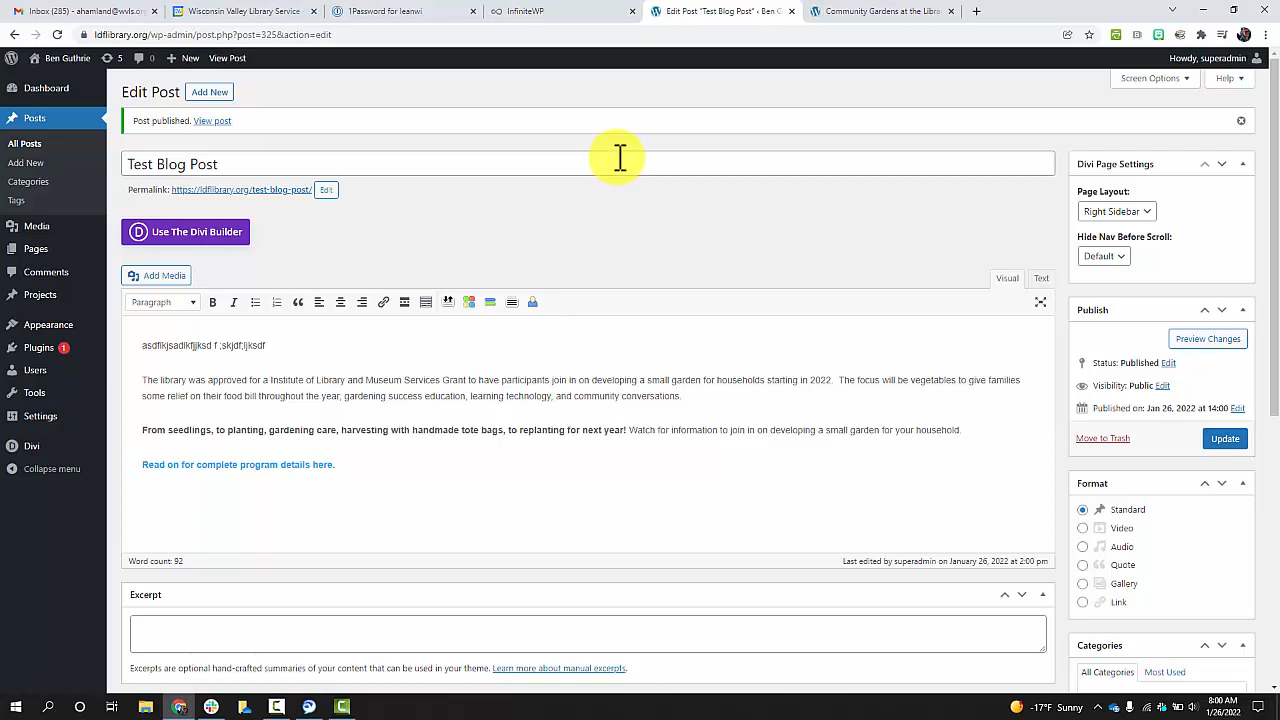 Inbox (285) - ahamland@wvls.org
Wisconsin Valley Library Service
1Password for leanwi
InfiniteWP
Edit Post "Test Blog Post" ‹ Ben G
Community Gardens at the Libra
ldflibrary.org/wp-admin/post.php?post=325&action=edit
Ben Guthrie
5
0
New
View Post
Howdy, superadmin
Dashboard
Posts
All Posts
Add New
Categories
Tags
Media
Pages
Comments
Projects
Appearance
Plugins 1
Users
Tools
Settings
Divi
Collapse menu
Edit Post
Add New
Screen Options
Help
Post published. View post
Test Blog Post
Permalink: https://ldflibrary.org/test-blog-post/ Edit
Use The Divi Builder
Add Media
Visual
Text
Paragraph
asdflkjsadlkfjjksd f ;skjdf;ljksdf
The library was approved for a Institute of Library and Museum Services Grant to have participants join in on developing a small garden for households starting in 2022. The focus will be vegetables to give families
some relief on their food bill throughout the year, gardening success education, learning technology, and community conversations.
From seedlings, to planting, gardening care, harvesting with handmade tote bags, to replanting for next year! Watch for information to join in on developing a small garden for your household.
Read on for complete program details here.
Word count: 92
Last edited by superadmin on January 26, 2022 at 2:00 pm
Excerpt
Excerpts are optional hand-crafted summaries of your content that can be used in your theme. Learn more about manual excerpts.
Divi Page Settings
Page Layout:
Right Sidebar
Hide Nav Before Scroll:
Default
Publish
Preview Changes
Status: Published Edit
Visibility: Public Edit
Published on: Jan 26, 2022 at 14:00 Edit
Move to Trash
Update
Format
Standard
Video
Audio
Quote
Gallery
Link
Categories
All Categories
Most Used
-17°F Sunny
8:00 AM
1/26/2022